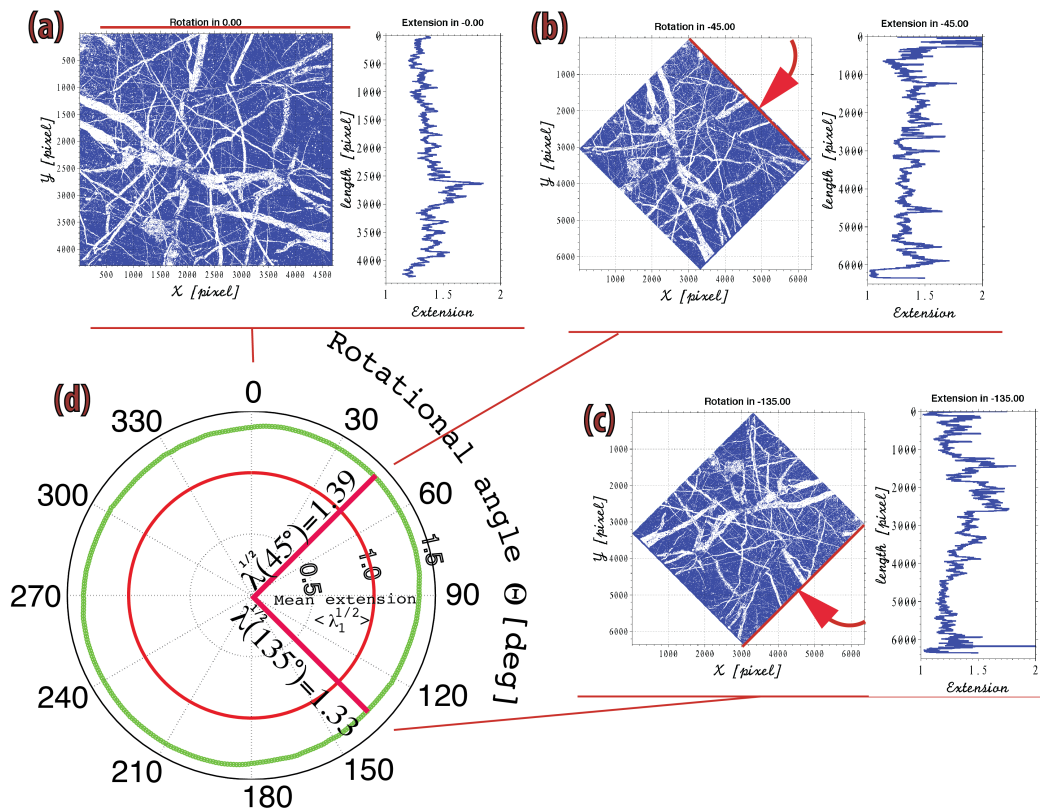 (a)
Rotation in 0.00
500
1000
1500
2000
2500
3000
3500
4000
y [pixel]
500 1000 1500 2000 2500 3000 3500 4000 4500
X [pixel]
Extension in -0.00
0
500
1000
1500
2000
2500
3000
3500
4000
length [pixel]
1 1.5 2
Extension
(b)
Rotation in -45.00
1000
2000
3000
4000
5000
6000
y [pixel]
1000 2000 3000 4000 5000 6000
X [pixel]
Extension in -45.00
0
1000
2000
3000
4000
5000
6000
length [pixel]
1 1.5 2
Extension
(c)
Rotation in -135.00
1000
2000
3000
4000
5000
6000
Y [pixel]
1000 2000 3000 4000 5000 6000
X [pixel]
Extension in -135.00
0
1000
2000
3000
4000
5000
6000
length [pixel]
1 1.5 2
Extension
(d)
Rotational angle Θ [deg]
0
30
60
90
120
150
180
210
240
270
300
330
0.5
1.0
1.5
λ^1/2(45°)=1.39
Mean extension
<λ₁^1/2>
λ^1/2(135°)=1.33